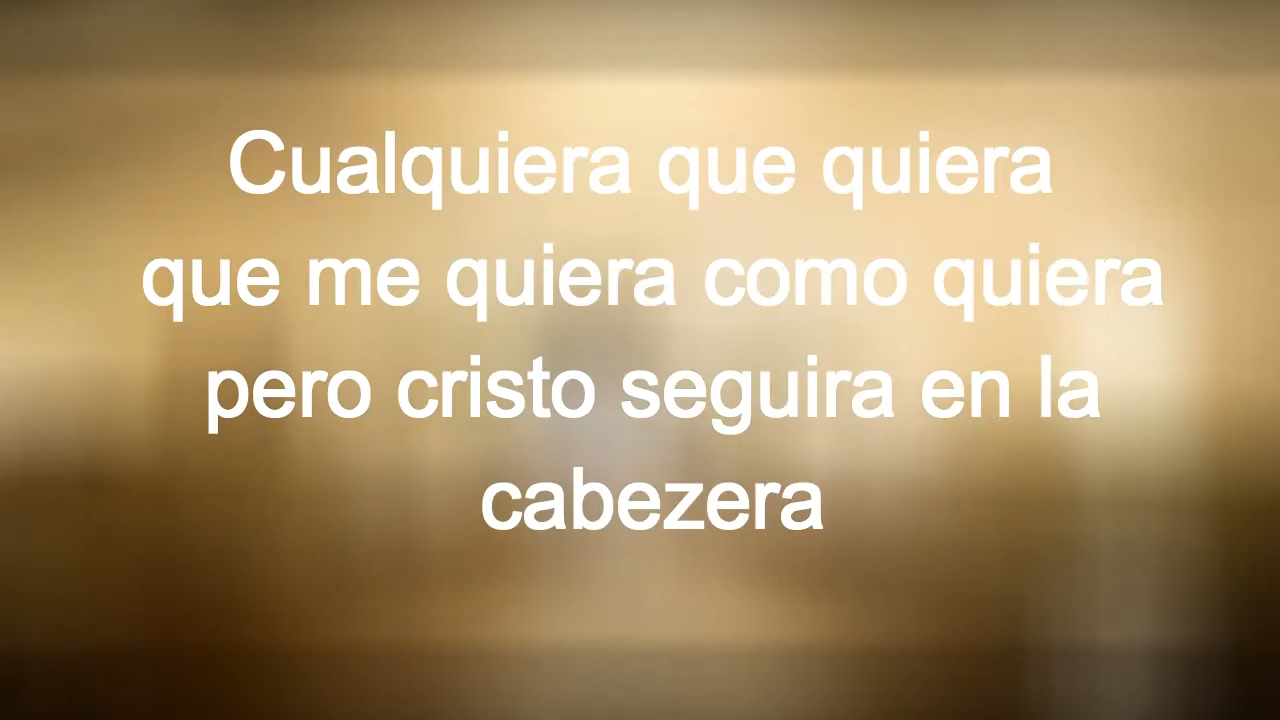 Cualquiera que quiera
que me quiera como quiera
pero cristo seguira en la
cabezera